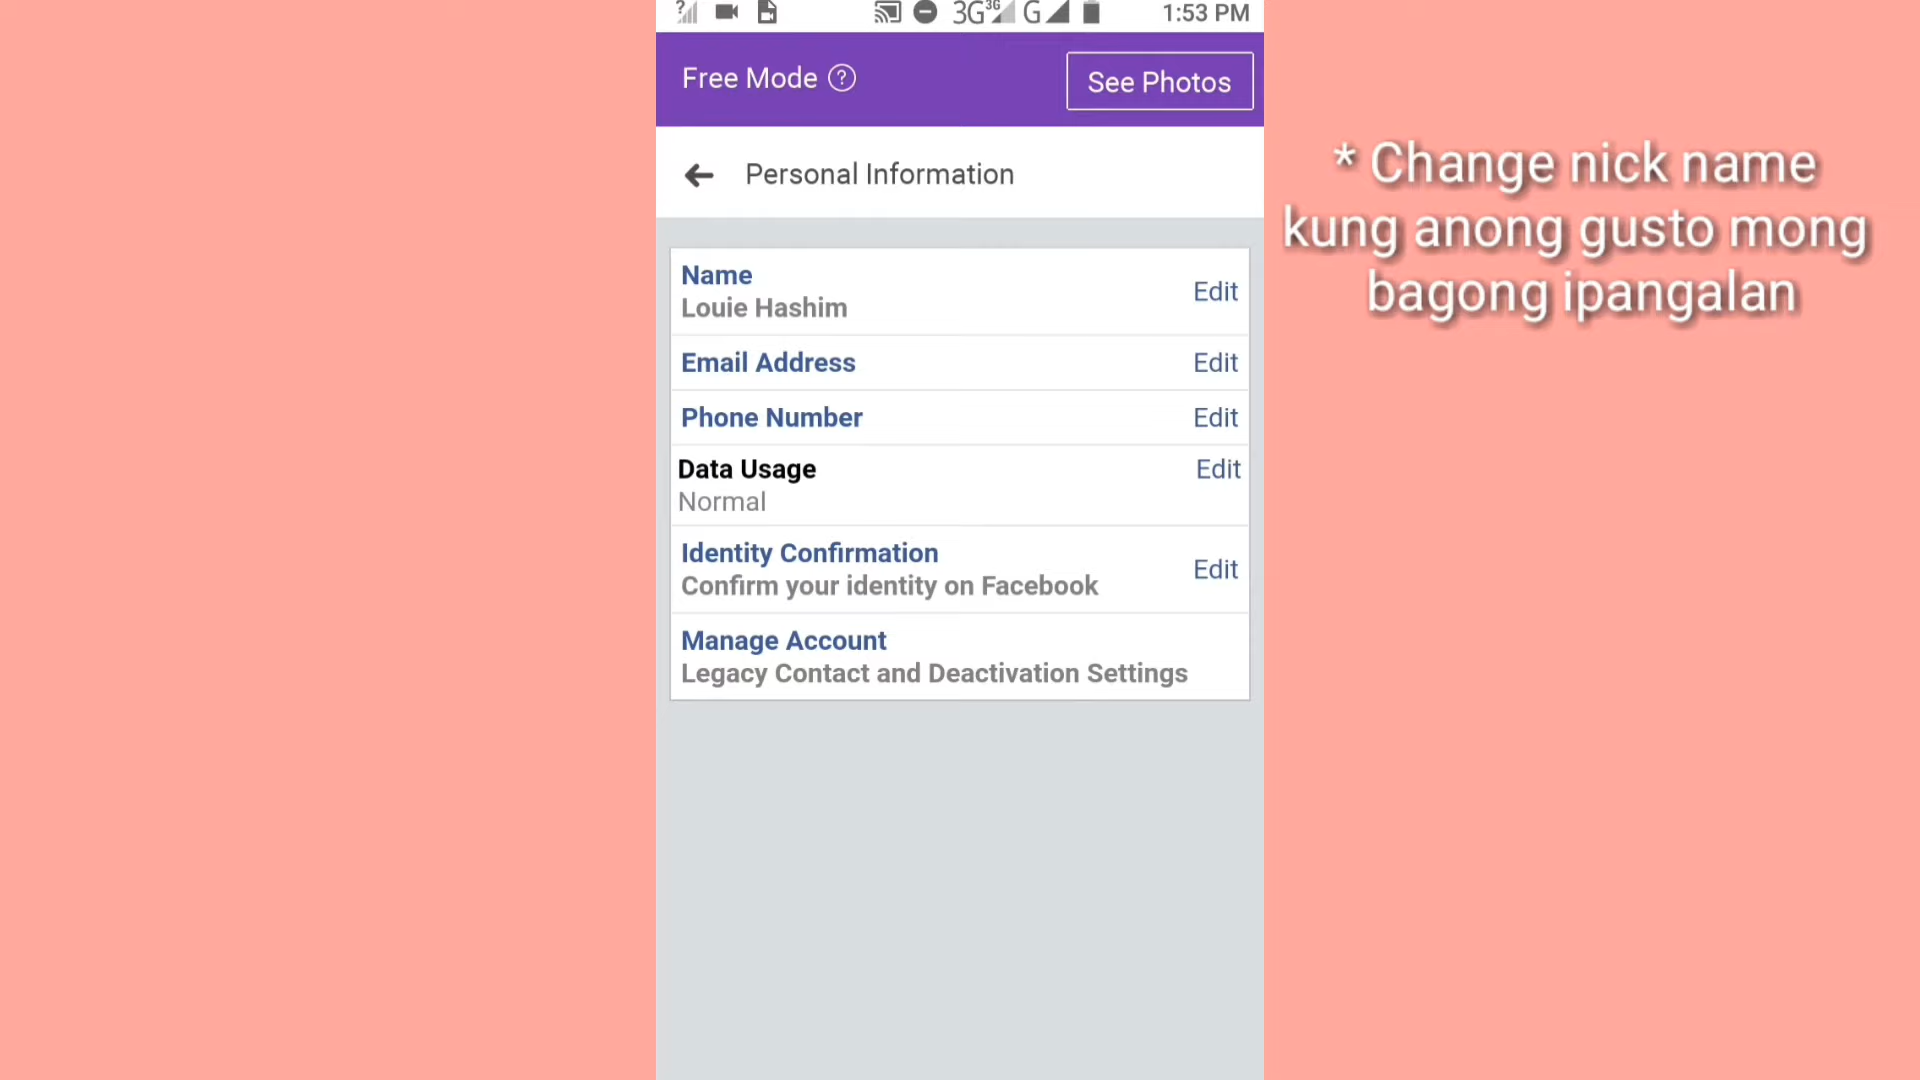 3G 3G G 1:53 PM
Free Mode ? See Photos
Personal Information
* Change nick name
kung anong gusto mong
bagong ipangalan
Name
Louie Hashim
Edit
Email Address Edit
Phone Number Edit
Data Usage Edit
Normal
Identity Confirmation
Confirm your identity on Facebook
Edit
Manage Account
Legacy Contact and Deactivation Settings